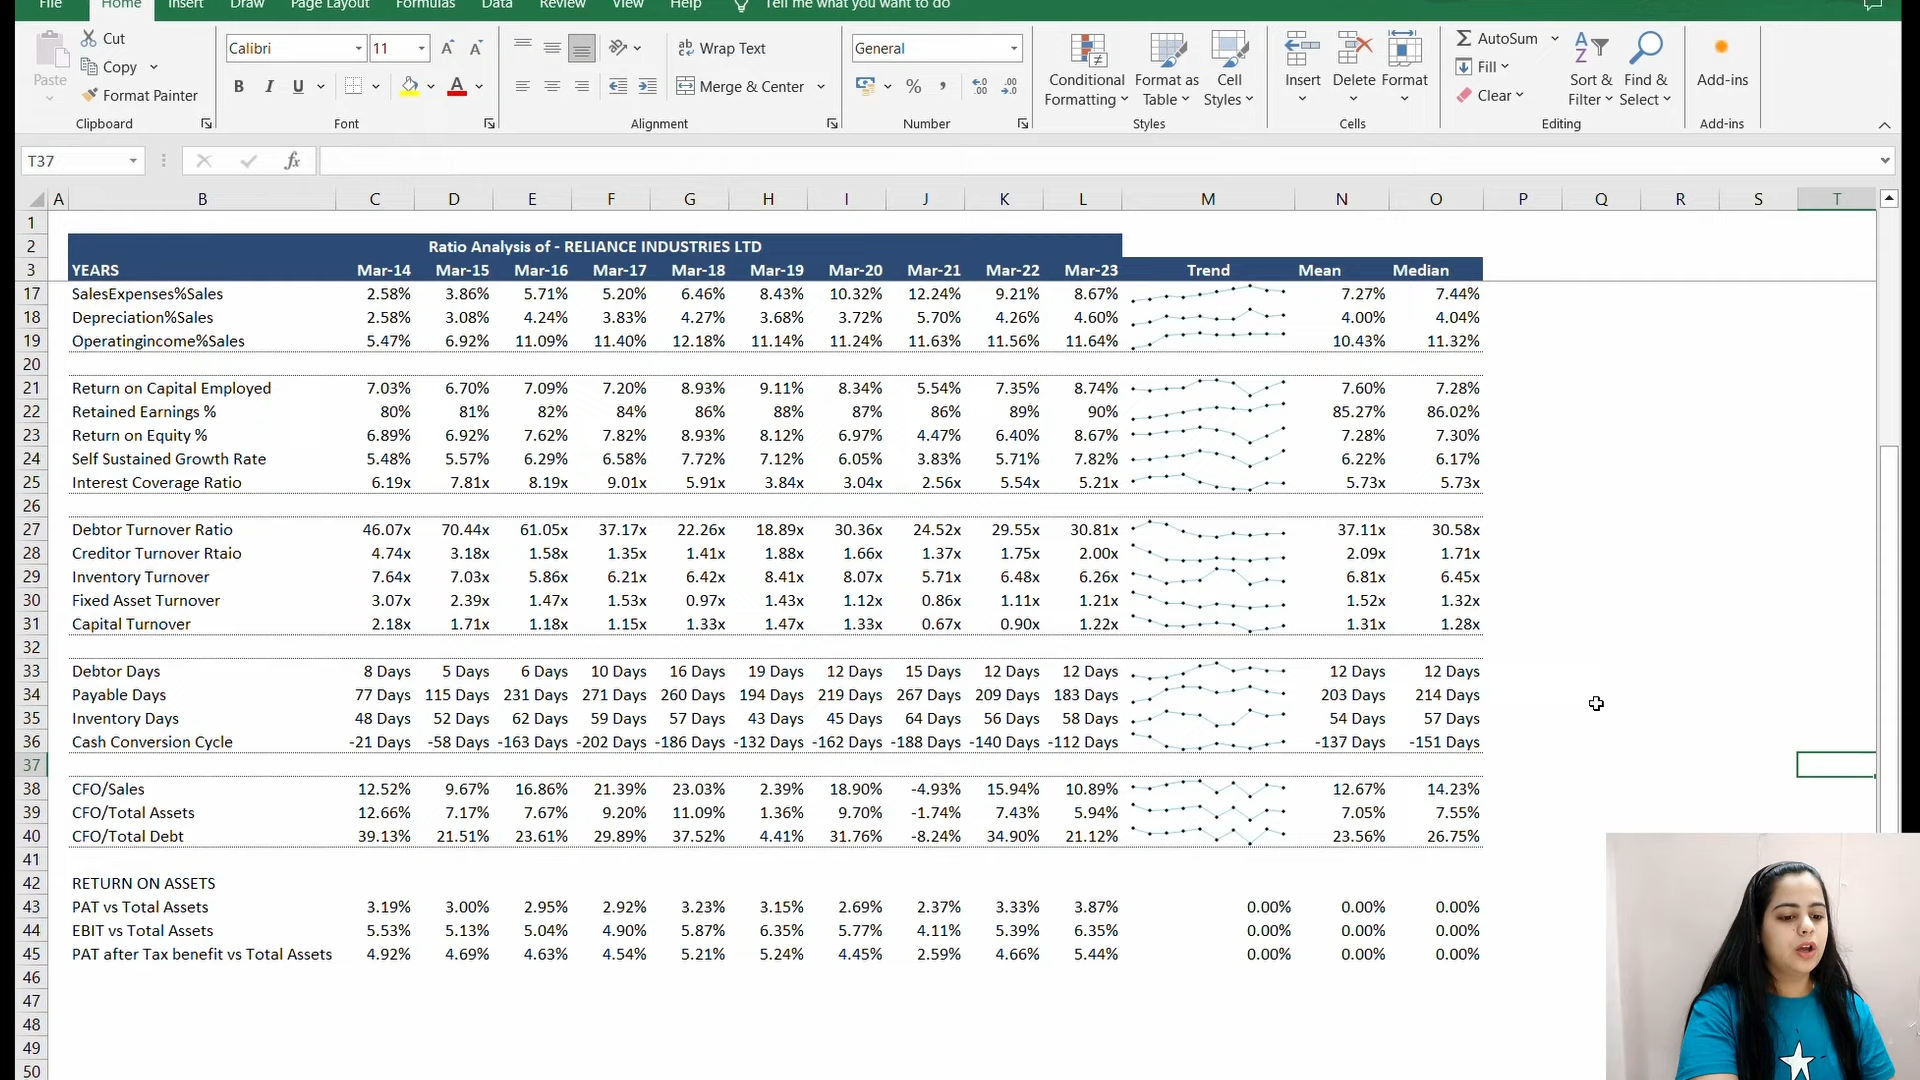 File Home Insert Draw Page Layout Formulas Data Review View Help Tell me what you want to do
Paste Cut Copy Format Painter Clipboard
Calibri 11 A A B I U A Font
ab Wrap Text Merge & Center Alignment
General % , Number
Conditional Formatting Format as Table Cell Styles Styles
Insert Delete Format Cells
AutoSum Fill Clear Sort & Filter Find & Select Editing
Add-ins Add-ins
T37 fx
A B C D E F G H I J K L M N O P Q R S T
1
2 Ratio Analysis of - RELIANCE INDUSTRIES LTD
3 YEARS Mar-14 Mar-15 Mar-16 Mar-17 Mar-18 Mar-19 Mar-20 Mar-21 Mar-22 Mar-23 Trend Mean Median
17 SalesExpenses%Sales 2.58% 3.86% 5.71% 5.20% 6.46% 8.43% 10.32% 12.24% 9.21% 8.67% 7.27% 7.44%
18 Depreciation%Sales 2.58% 3.08% 4.24% 3.83% 4.27% 3.68% 3.72% 5.70% 4.26% 4.60% 4.00% 4.04%
19 Operatingincome%Sales 5.47% 6.92% 11.09% 11.40% 12.18% 11.14% 11.24% 11.63% 11.56% 11.64% 10.43% 11.32%
20
21 Return on Capital Employed 7.03% 6.70% 7.09% 7.20% 8.93% 9.11% 8.34% 5.54% 7.35% 8.74% 7.60% 7.28%
22 Retained Earnings % 80% 81% 82% 84% 86% 88% 87% 86% 89% 90% 85.27% 86.02%
23 Return on Equity % 6.89% 6.92% 7.62% 7.82% 8.93% 8.12% 6.97% 4.47% 6.40% 8.67% 7.28% 7.30%
24 Self Sustained Growth Rate 5.48% 5.57% 6.29% 6.58% 7.72% 7.12% 6.05% 3.83% 5.71% 7.82% 6.22% 6.17%
25 Interest Coverage Ratio 6.19x 7.81x 8.19x 9.01x 5.91x 3.84x 3.04x 2.56x 5.54x 5.21x 5.73x 5.73x
26
27 Debtor Turnover Ratio 46.07x 70.44x 61.05x 37.17x 22.26x 18.89x 30.36x 24.52x 29.55x 30.81x 37.11x 30.58x
28 Creditor Turnover Rtaio 4.74x 3.18x 1.58x 1.35x 1.41x 1.88x 1.66x 1.37x 1.75x 2.00x 2.09x 1.71x
29 Inventory Turnover 7.64x 7.03x 5.86x 6.21x 6.42x 8.41x 8.07x 5.71x 6.48x 6.26x 6.81x 6.45x
30 Fixed Asset Turnover 3.07x 2.39x 1.47x 1.53x 0.97x 1.43x 1.12x 0.86x 1.11x 1.21x 1.52x 1.32x
31 Capital Turnover 2.18x 1.71x 1.18x 1.15x 1.33x 1.47x 1.33x 0.67x 0.90x 1.22x 1.31x 1.28x
32
33 Debtor Days 8 Days 5 Days 6 Days 10 Days 16 Days 19 Days 12 Days 15 Days 12 Days 12 Days 12 Days 12 Days
34 Payable Days 77 Days 115 Days 231 Days 271 Days 260 Days 194 Days 219 Days 267 Days 209 Days 183 Days 203 Days 214 Days
35 Inventory Days 48 Days 52 Days 62 Days 59 Days 57 Days 43 Days 45 Days 64 Days 56 Days 58 Days 54 Days 57 Days
36 Cash Conversion Cycle -21 Days -58 Days -163 Days -202 Days -186 Days -132 Days -162 Days -188 Days -140 Days -112 Days -137 Days -151 Days
37
38 CFO/Sales 12.52% 9.67% 16.86% 21.39% 23.03% 2.39% 18.90% -4.93% 15.94% 10.89% 12.67% 14.23%
39 CFO/Total Assets 12.66% 7.17% 7.67% 9.20% 11.09% 1.36% 9.70% -1.74% 7.43% 5.94% 7.05% 7.55%
40 CFO/Total Debt 39.13% 21.51% 23.61% 29.89% 37.52% 4.41% 31.76% -8.24% 34.90% 21.12% 23.56% 26.75%
41
42 RETURN ON ASSETS
43 PAT vs Total Assets 3.19% 3.00% 2.95% 2.92% 3.23% 3.15% 2.69% 2.37% 3.33% 3.87% 0.00% 0.00% 0.00%
44 EBIT vs Total Assets 5.53% 5.13% 5.04% 4.90% 5.87% 6.35% 5.77% 4.11% 5.39% 6.35% 0.00% 0.00% 0.00%
45 PAT after Tax benefit vs Total Assets 4.92% 4.69% 4.63% 4.54% 5.21% 5.24% 4.45% 2.59% 4.66% 5.44% 0.00% 0.00% 0.00%
46
47
48
49
50